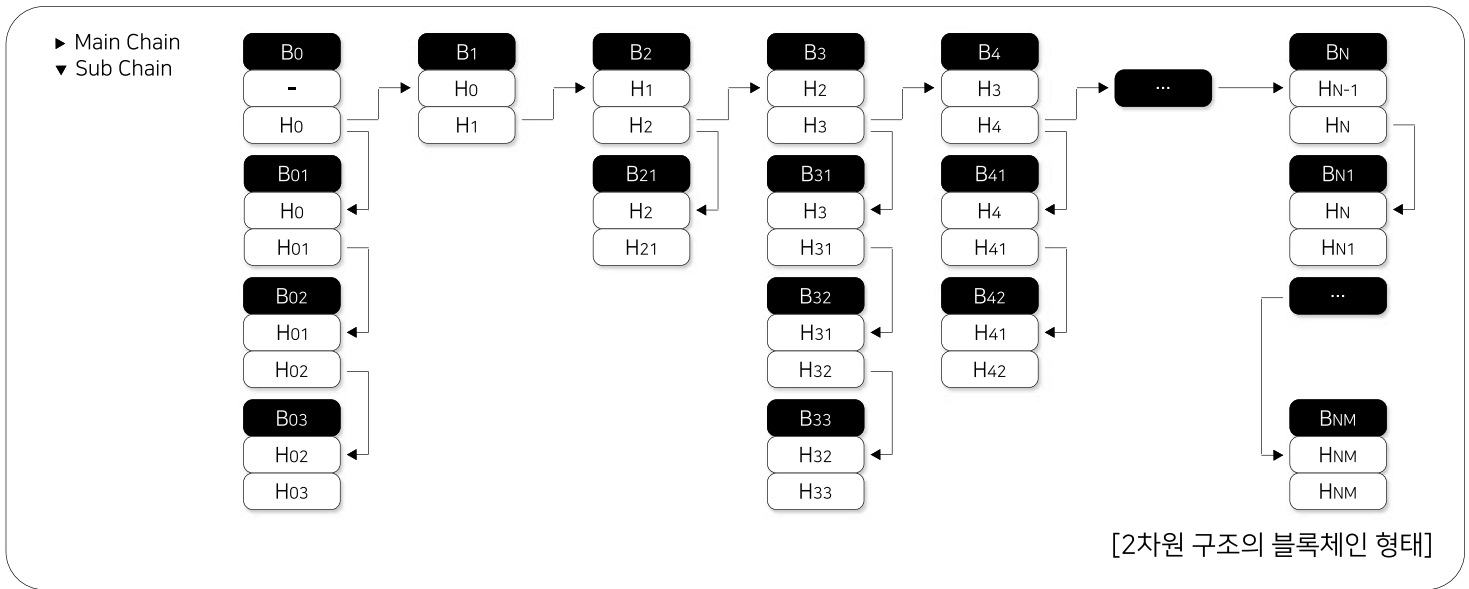 ▶ Main Chain
▼ Sub Chain
B0 B1 B2 B3 B4 ... BN
- H0 H1 H2 H3 HN-1
H0 H1 H2 H3 H4 HN
B01 B21 B31 B41 BN1
H0 H2 H3 H4 HN
H01 H21 H31 H41 HN1
B02 B32 B42 ...
H01 H31 H41
H02 H32 H42
B03 B33 BNM
H02 H32 HNM
H03 H33 HNM
[2차원 구조의 블록체인 형태]